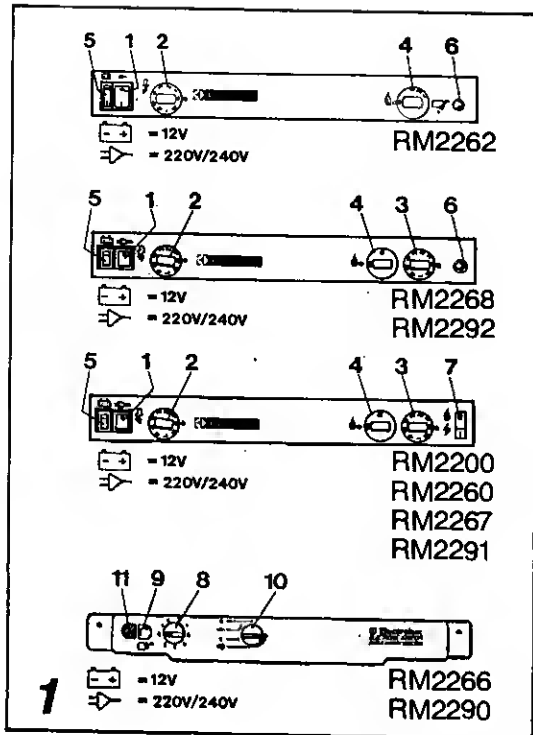 5 1 2 4 6
= 12V
= 220V/240V
RM2262
5 1 2 4 3 6
= 12V
= 220V/240V
RM2268
RM2292
5 1 2 4 3 7
= 12V
= 220V/240V
RM2200
RM2260
RM2267
RM2291
11 9 8 10
Electrolux
= 12V
= 220V/240V
RM2266
RM2290
1